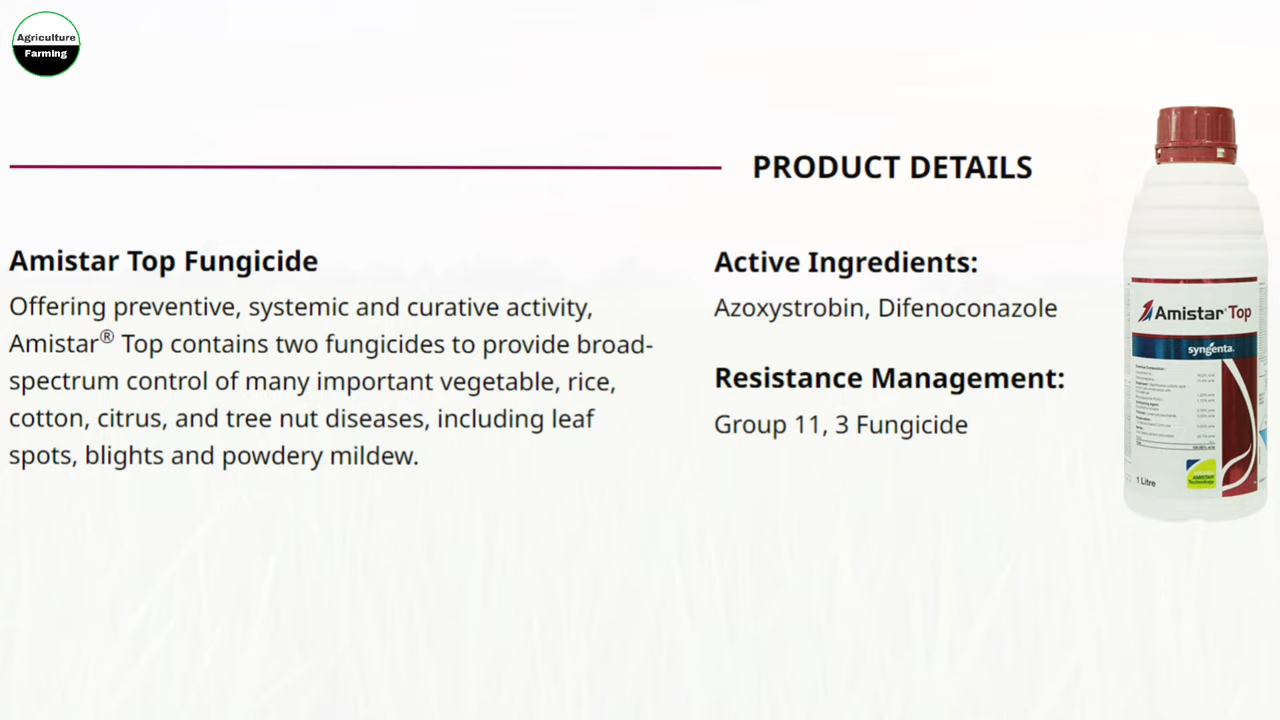 Agriculture
Farming
PRODUCT DETAILS
Amistar Top Fungicide
Offering preventive, systemic and curative activity,
Amistar® Top contains two fungicides to provide broad-
spectrum control of many important vegetable, rice,
cotton, citrus, and tree nut diseases, including leaf
spots, blights and powdery mildew.
Active Ingredients:
Azoxystrobin, Difenoconazole
Resistance Management:
Group 11, 3 Fungicide
Amistar Top
syngenta.
1 Litre
AMISTAR
Technology